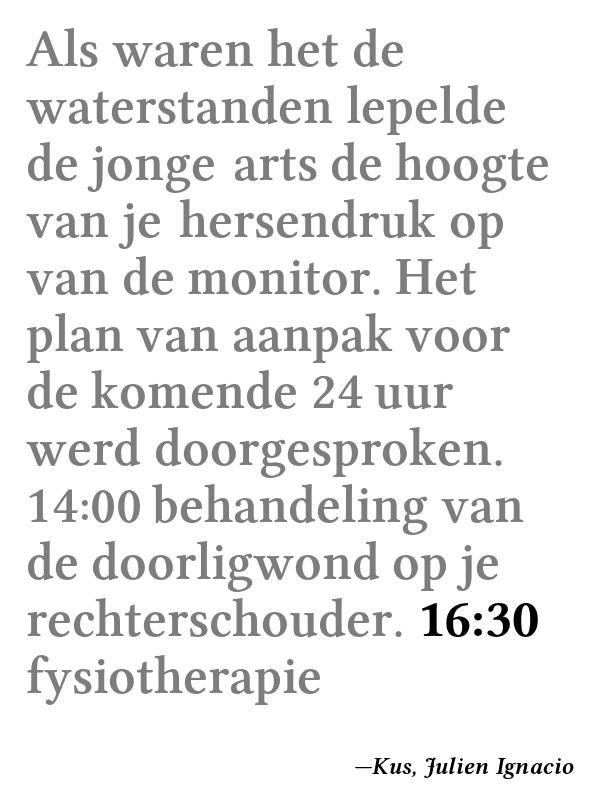 Als waren het de
waterstanden lepelde
de jonge arts de hoogte
van je hersendruk op
van de monitor. Het
plan van aanpak voor
de komende 24 uur
werd doorgesproken.
14:00 behandeling van
de doorligwond op je
rechterschouder. 16:30
fysiotherapie
—Kus, Julien Ignacio